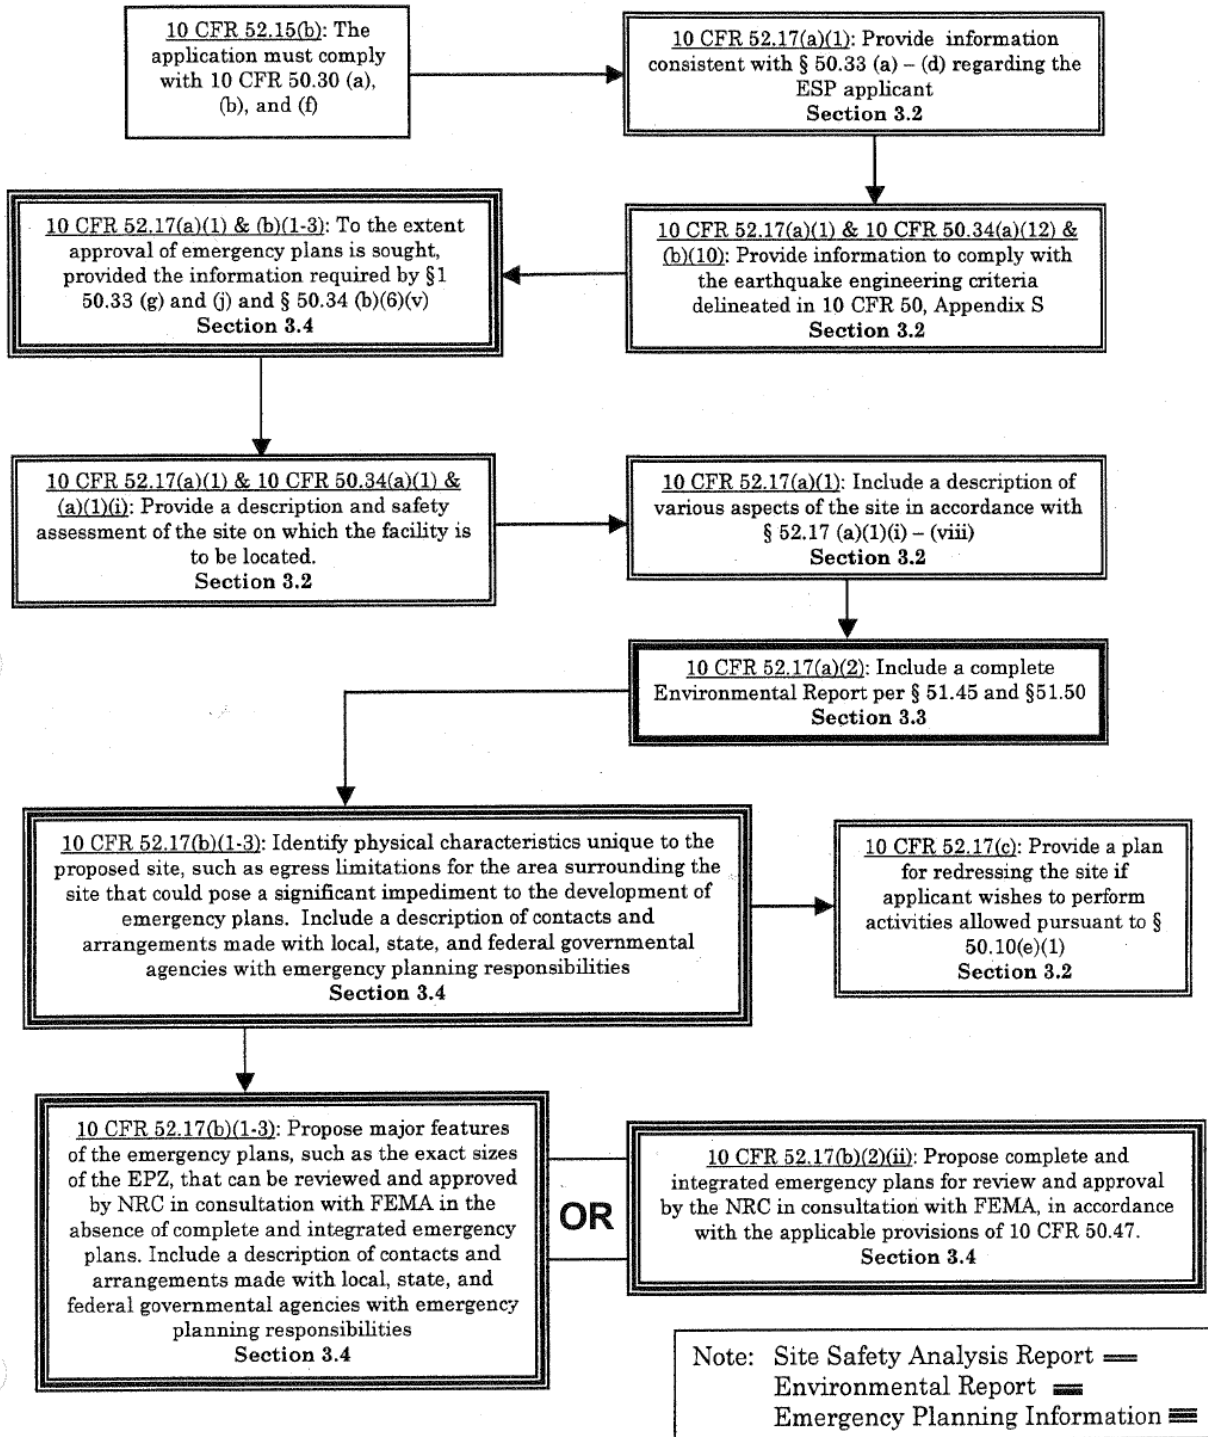 10 CFR 52.15(b): The
application must comply
with 10 CFR 50.30 (a),
(b), and (f)
10 CFR 52.17(a)(1): Provide information
consistent with § 50.33 (a) – (d) regarding the
ESP applicant
Section 3.2
10 CFR 52.17(a)(1) & (b)(1-3): To the extent
approval of emergency plans is sought,
provided the information required by §1
50.33 (g) and (j) and § 50.34 (b)(6)(v)
Section 3.4
10 CFR 52.17(a)(1) & 10 CFR 50.34(a)(12) &
(b)(10): Provide information to comply with
the earthquake engineering criteria
delineated in 10 CFR 50, Appendix S
Section 3.2
10 CFR 52.17(a)(1) & 10 CFR 50.34(a)(1) &
(a)(1)(i): Provide a description and safety
assessment of the site on which the facility is
to be located.
Section 3.2
10 CFR 52.17(a)(1): Include a description of
various aspects of the site in accordance with
§ 52.17 (a)(1)(i) – (viii)
Section 3.2
10 CFR 52.17(a)(2): Include a complete
Environmental Report per § 51.45 and §51.50
Section 3.3
10 CFR 52.17(b)(1-3): Identify physical characteristics unique to the
proposed site, such as egress limitations for the area surrounding the
site that could pose a significant impediment to the development of
emergency plans. Include a description of contacts and
arrangements made with local, state, and federal governmental
agencies with emergency planning responsibilities
Section 3.4
10 CFR 52.17(c): Provide a plan
for redressing the site if
applicant wishes to perform
activities allowed pursuant to §
50.10(e)(1)
Section 3.2
10 CFR 52.17(b)(1-3): Propose major features
of the emergency plans, such as the exact sizes
of the EPZ, that can be reviewed and approved
by NRC in consultation with FEMA in the
absence of complete and integrated emergency
plans. Include a description of contacts and
arrangements made with local, state, and
federal governmental agencies with emergency
planning responsibilities
Section 3.4
OR
10 CFR 52.17(b)(2)(ii): Propose complete and
integrated emergency plans for review and approval
by the NRC in consultation with FEMA, in accordance
with the applicable provisions of 10 CFR 50.47.
Section 3.4
Note: Site Safety Analysis Report
Environmental Report
Emergency Planning Information